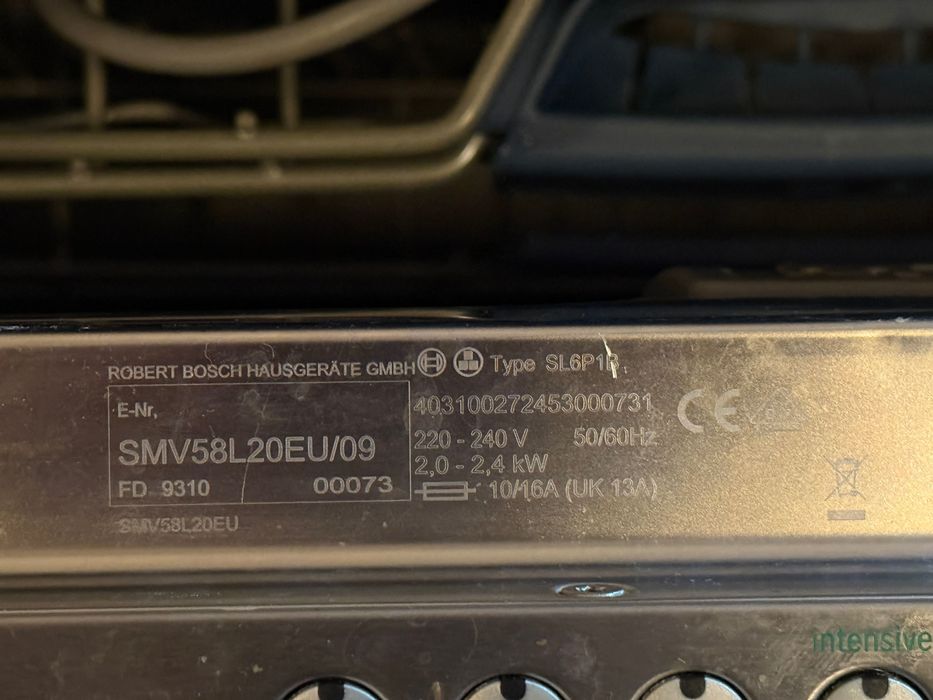 ROBERT BOSCH HAUSGERÄTE GMBH Type SL6P1B
E-Nr,
SMV58L20EU/09
FD 9310 00073
SMV58L20EU
403100272453000731
220 - 240 V 50/60Hz
2,0 - 2,4 kW
10/16A (UK 13A)
CE
intensive